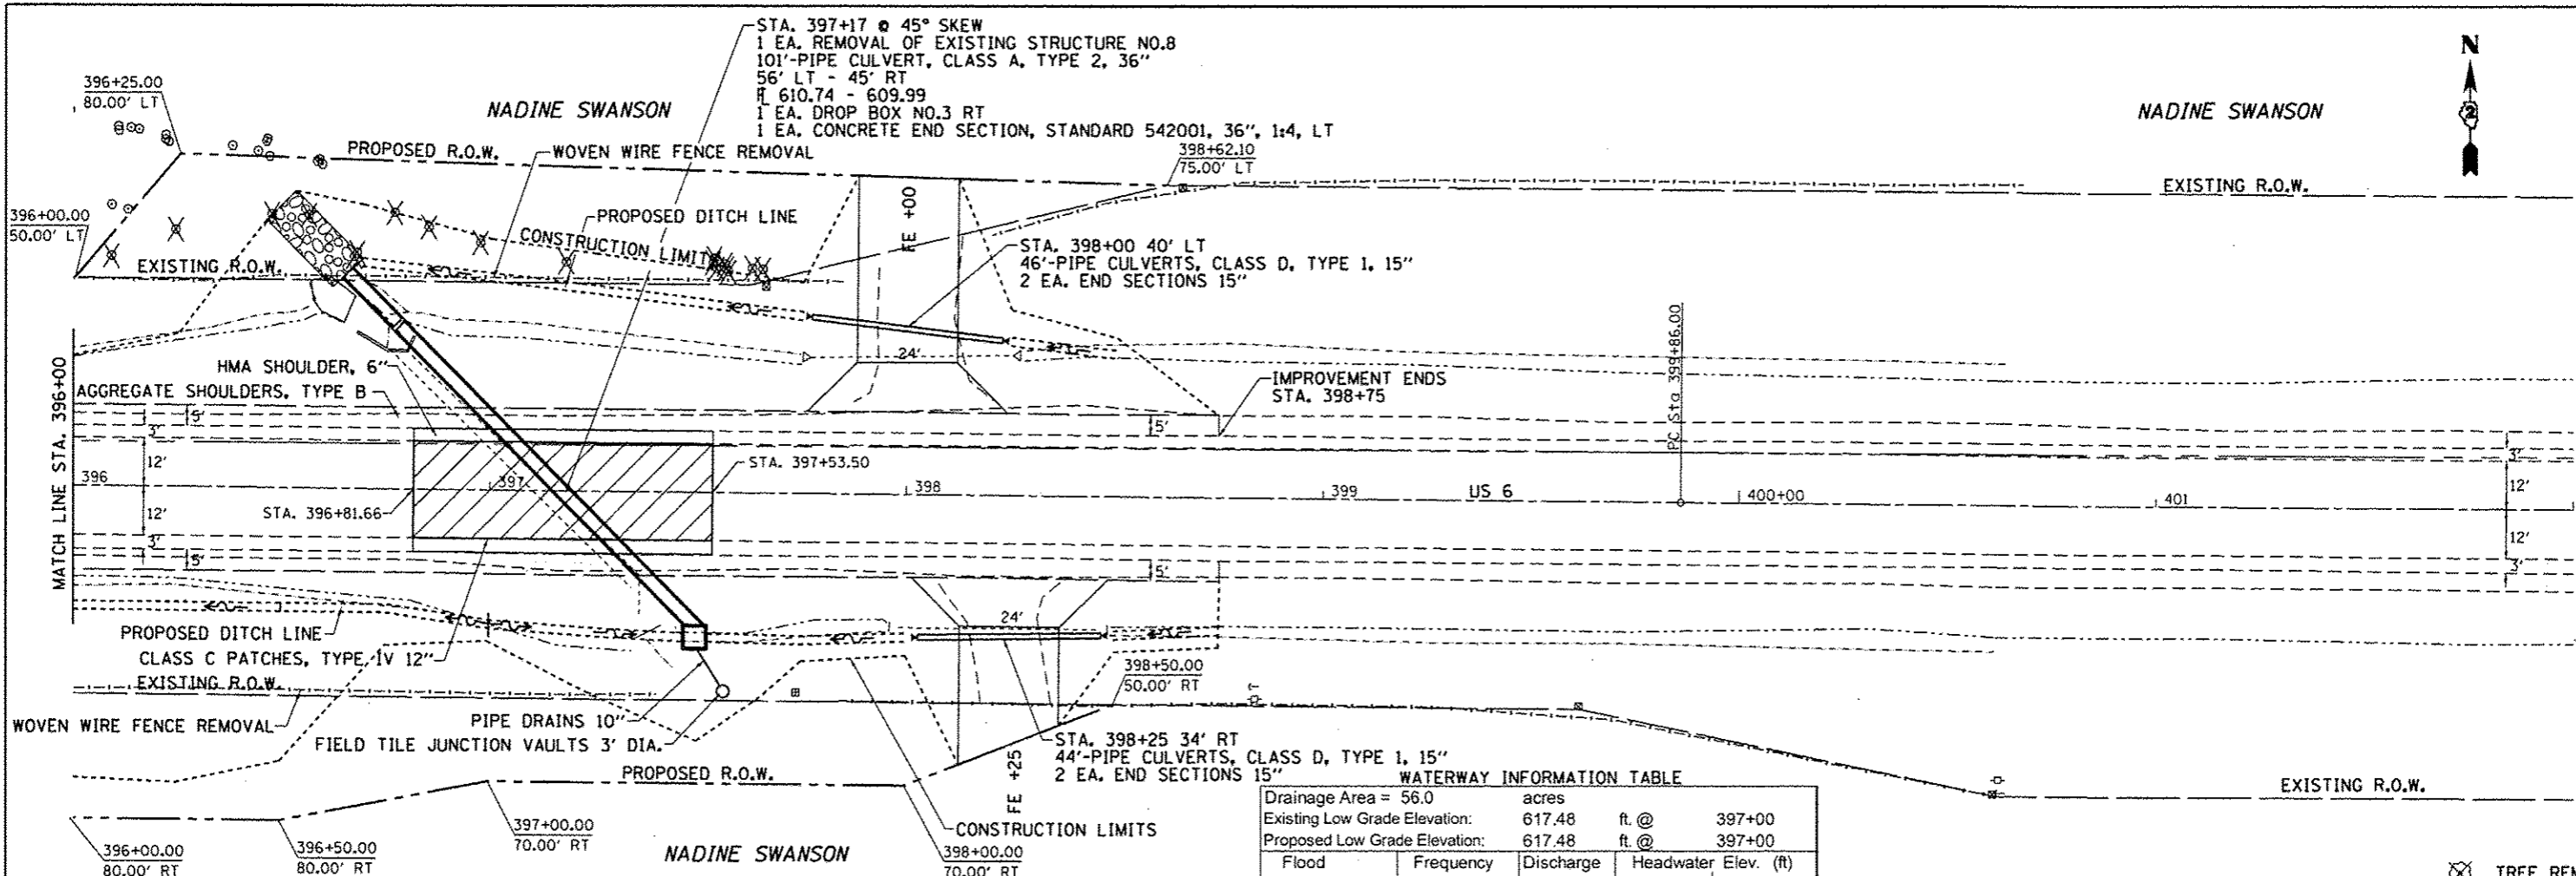 STA. 397+17 @ 45° SKEW
1 EA. REMOVAL OF EXISTING STRUCTURE NO.8
101'-PIPE CULVERT, CLASS A, TYPE 2, 36"
56' LT - 45' RT
FL 610.74 - 609.99
1 EA. DROP BOX NO.3 RT
1 EA. CONCRETE END SECTION, STANDARD 542001, 36", 1:4, LT
N
2
396+25.00
80.00' LT
NADINE SWANSON
NADINE SWANSON
PROPOSED R.O.W.
WOVEN WIRE FENCE REMOVAL
398+62.10
75.00' LT
EXISTING R.O.W.
396+00.00
50.00' LT
PROPOSED DITCH LINE
CONSTRUCTION LIMITS
EXISTING R.O.W.
FE +00
STA. 398+00 40' LT
46'-PIPE CULVERTS, CLASS D, TYPE 1, 15"
2 EA. END SECTIONS 15"
24'
PC Sta 399+86.00
MATCH LINE STA. 396+00
HMA SHOULDER, 6"
AGGREGATE SHOULDERS, TYPE B
IMPROVEMENT ENDS
STA. 398+75
5'
5'
3'
3'
12'
12'
STA. 397+53.50
396
397
398
399
US 6
400+00
401
STA. 396+81.66
12'
12'
3'
3'
5'
5'
24'
PROPOSED DITCH LINE
CLASS C PATCHES, TYPE IV 12"
EXISTING R.O.W.
398+50.00
50.00' RT
WOVEN WIRE FENCE REMOVAL
PIPE DRAINS 10"
FIELD TILE JUNCTION VAULTS 3' DIA.
STA. 398+25 34' RT
44'-PIPE CULVERTS, CLASS D, TYPE 1, 15"
2 EA. END SECTIONS 15"
FE +25
PROPOSED R.O.W.
EXISTING R.O.W.
CONSTRUCTION LIMITS
396+00.00
80.00' RT
396+50.00
80.00' RT
397+00.00
70.00' RT
NADINE SWANSON
398+00.00
70.00' RT
WATERWAY INFORMATION TABLE
Drainage Area = 56.0 acres
Existing Low Grade Elevation: 617.48 ft. @ 397+00
Proposed Low Grade Elevation: 617.48 ft. @ 397+00
Flood Frequency Discharge Headwater Elev. (ft)
TREE REM